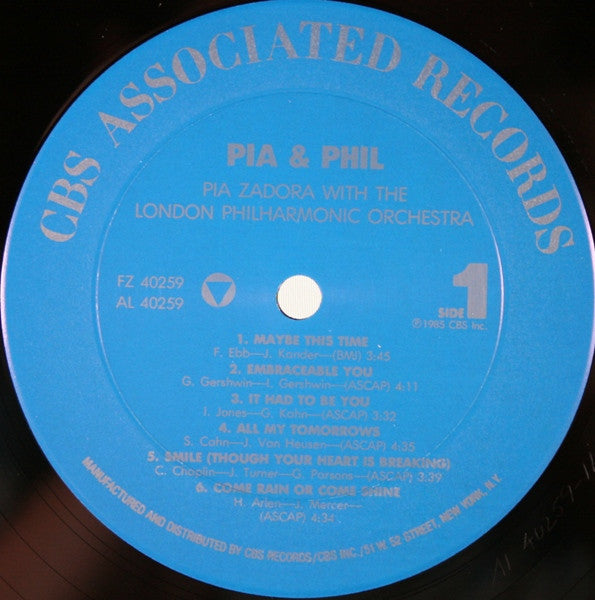 CBS ASSOCIATED RECORDS
PIA & PHIL
PIA ZADORA WITH THE
LONDON PHILHARMONIC ORCHESTRA
FZ 40259
AL 40259
SIDE 1
℗1985 CBS Inc.
1. MAYBE THIS TIME
F. Ebb—J. Kander—(BMI) 3:45
2. EMBRACEABLE YOU
G. Gershwin—I. Gershwin—(ASCAP) 4:11
3. IT HAD TO BE YOU
I. Jones—G. Kahn—(ASCAP) 3:32
4. ALL MY TOMORROWS
S. Cahn—J. Van Heusen—(ASCAP) 4:35
5. SMILE (THOUGH YOUR HEART IS BREAKING)
C. Chaplin—J. Turner—G. Parsons—(ASCAP) 3:39
6. COME RAIN OR COME SHINE
H. Arlen—J. Mercer—
(ASCAP) 4:34
MANUFACTURED AND DISTRIBUTED BY CBS RECORDS/CBS INC./51 W 52 STREET, NEW YORK, N.Y.